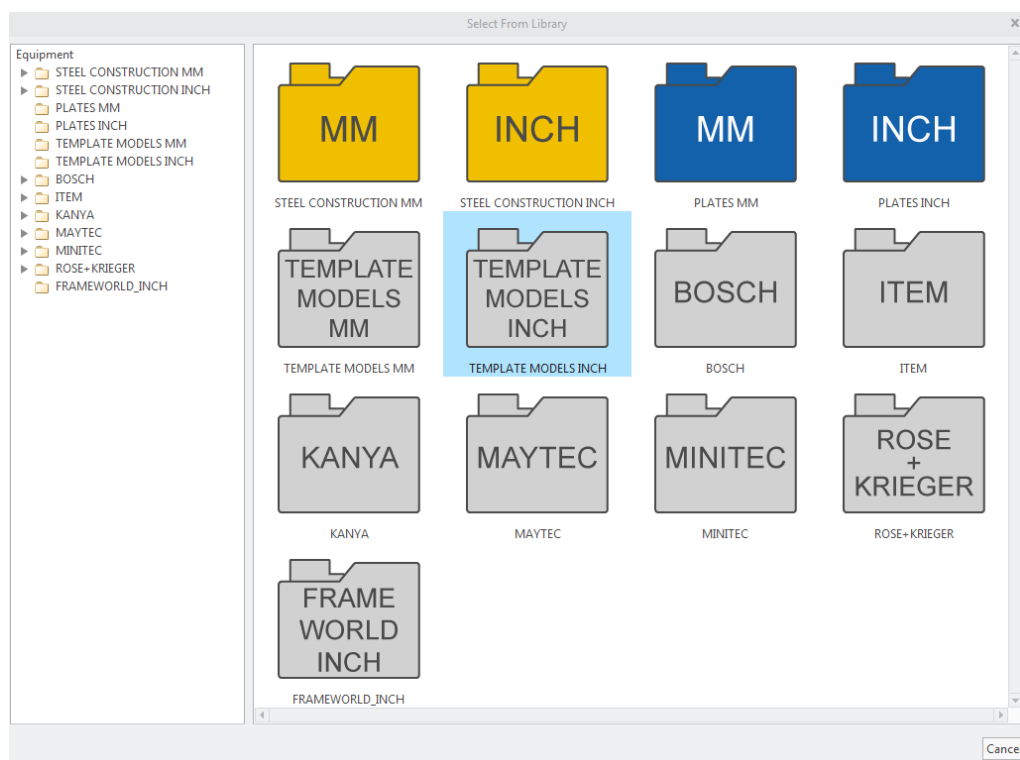 Select From Library
Equipment
STEEL CONSTRUCTION MM
STEEL CONSTRUCTION INCH
PLATES MM
PLATES INCH
TEMPLATE MODELS MM
TEMPLATE MODELS INCH
BOSCH
ITEM
KANYA
MAYTEC
MINITEC
ROSE+KRIEGER
FRAMEWORLD_INCH
MM
INCH
MM
INCH
STEEL CONSTRUCTION MM
STEEL CONSTRUCTION INCH
PLATES MM
PLATES INCH
TEMPLATE
MODELS
MM
TEMPLATE
MODELS
INCH
BOSCH
ITEM
TEMPLATE MODELS MM
TEMPLATE MODELS INCH
BOSCH
ITEM
KANYA
MAYTEC
MINITEC
ROSE
+
KRIEGER
KANYA
MAYTEC
MINITEC
ROSE+KRIEGER
FRAME
WORLD
INCH
FRAMEWORLD_INCH
Cance